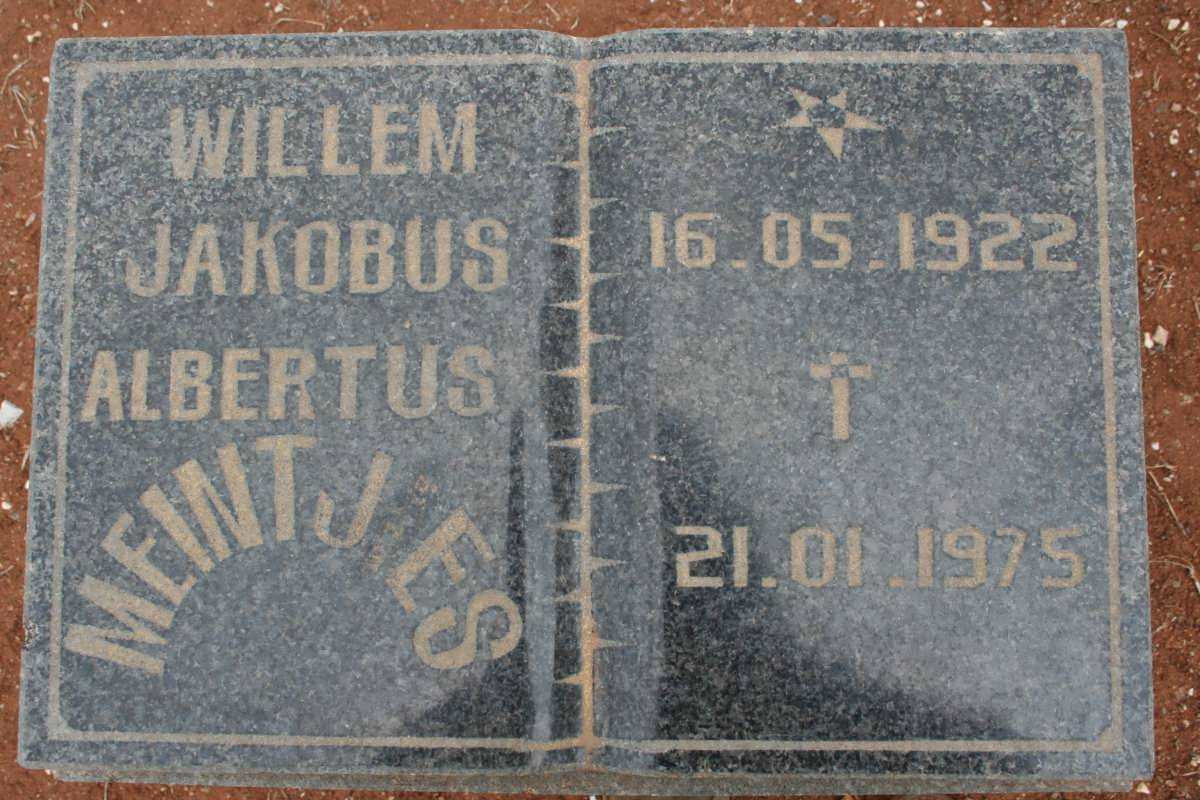 WILLEM
JAKOBUS
ALBERTUS
MEINTJES
16.05.1922
21.01.1975